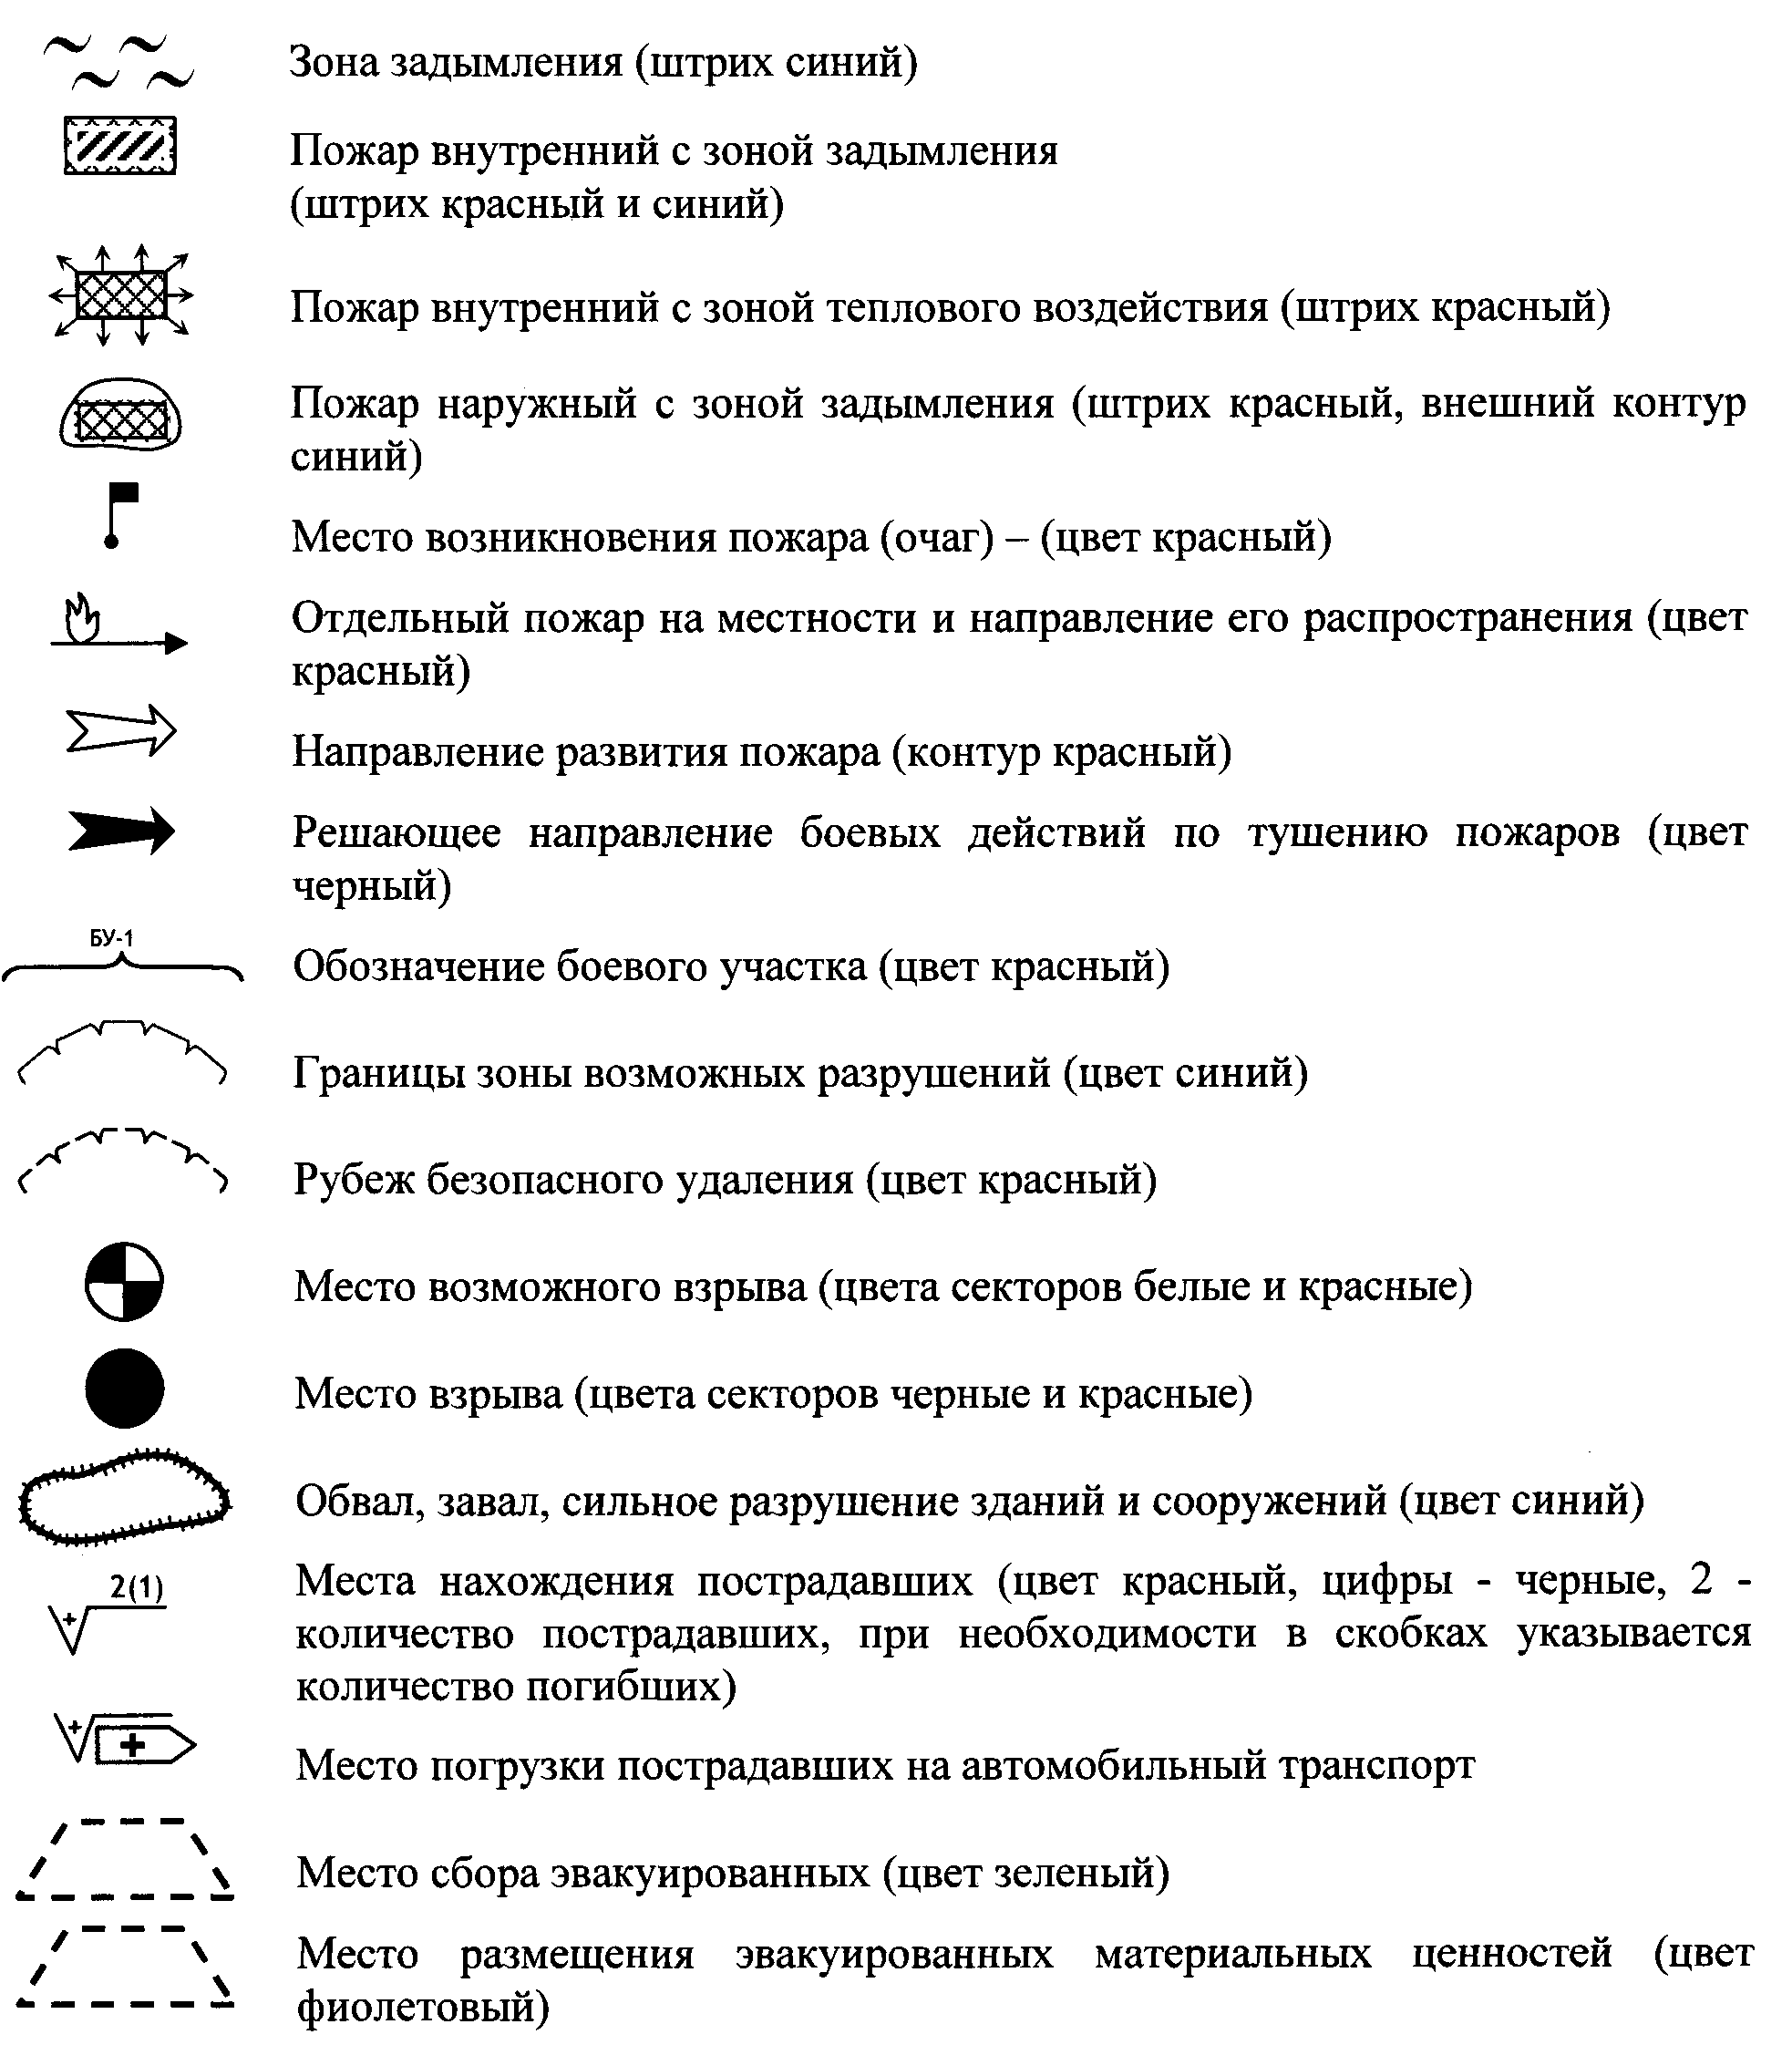 Зона задымления (штрих синий)
Пожар внутренний с зоной задымления
(штрих красный и синий)
Пожар внутренний с зоной теплового воздействия (штрих красный)
Пожар наружный с зоной задымления (штрих красный, внешний контур
синий)
Место возникновения пожара (очаг) – (цвет красный)
Отдельный пожар на местности и направление его распространения (цвет
красный)
Направление развития пожара (контур красный)
Решающее направление боевых действий по тушению пожаров (цвет
черный)
БУ-1
Обозначение боевого участка (цвет красный)
Границы зоны возможных разрушений (цвет синий)
Рубеж безопасного удаления (цвет красный)
Место возможного взрыва (цвета секторов белые и красные)
Место взрыва (цвета секторов черные и красные)
Обвал, завал, сильное разрушение зданий и сооружений (цвет синий)
2(1)
Места нахождения пострадавших (цвет красный, цифры - черные, 2 -
количество пострадавших, при необходимости в скобках указывается
количество погибших)
Место погрузки пострадавших на автомобильный транспорт
Место сбора эвакуированных (цвет зеленый)
Место размещения эвакуированных материальных ценностей (цвет
фиолетовый)